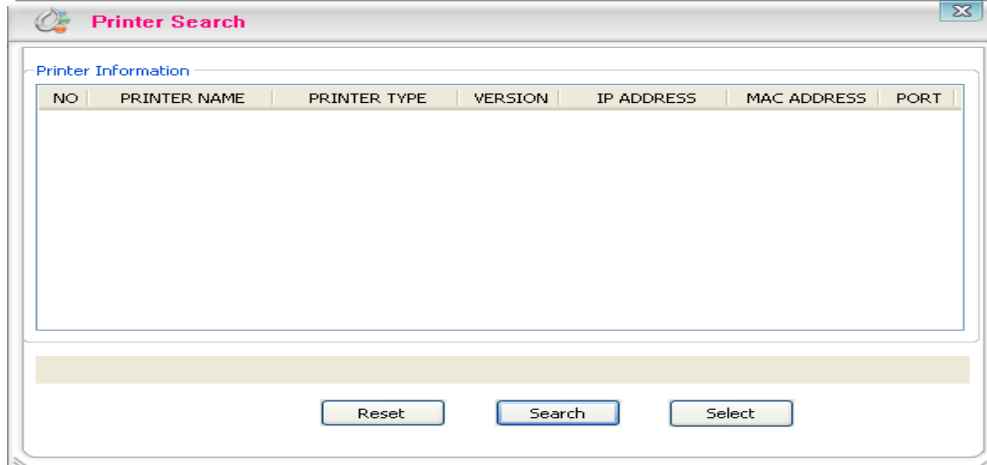 Printer Search
Printer Information
NO PRINTER NAME PRINTER TYPE VERSION IP ADDRESS MAC ADDRESS PORT
Reset Search Select